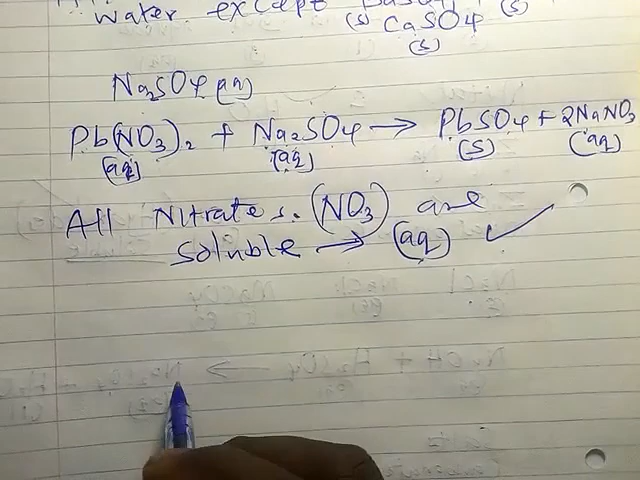 water except BaSO4 (s)
(s) CaSO4
(s)
Na2SO4 (aq)
Pb(NO3)2 + Na2SO4 → PbSO4 + 2NaNO3
(aq) (aq) (s) (aq)
All Nitrates. (NO3) are
soluble → (aq) ✓